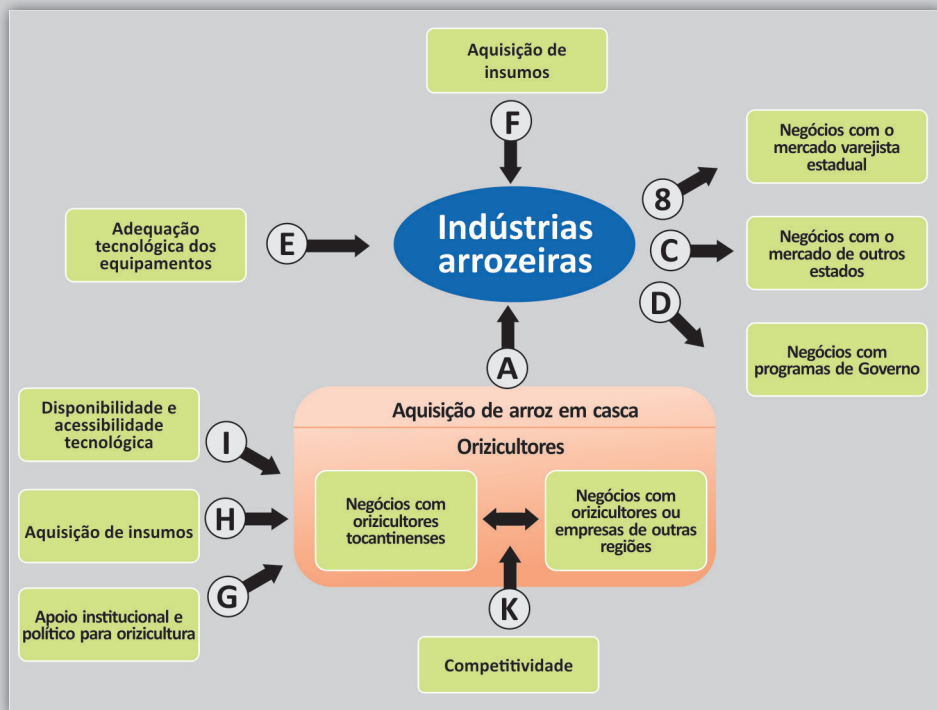 Aquisição de
insumos
F
Negócios com o
mercado varejista
estadual
8
Adequação
tecnológica dos
equipamentos
E
Indústrias
arrozeiras
C
Negócios com o
mercado de outros
estados
D
Negócios com
programas de Governo
A
Disponibilidade e
acessibilidade
tecnológica
I
Aquisição de arroz em casca
Orizicultores
Negócios com
orizicultores
tocantinenses
Negócios com
orizicultores ou
empresas de outras
regiões
Aquisição de insumos
H
G
Apoio institucional e
político para orizicultura
K
Competitividade